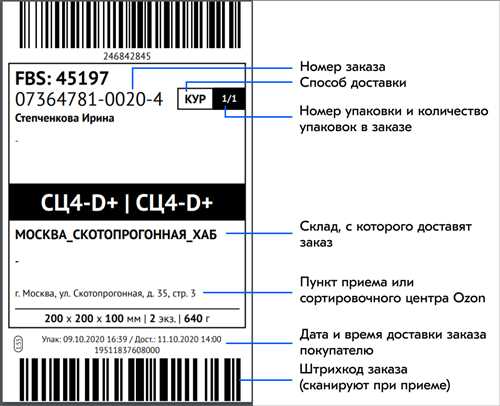 246842845
FBS: 45197
07364781-0020-4
КУР
1/1
Степченкова Ирина
-
СЦ4-D+ | СЦ4-D+
МОСКВА_СКОТОПРОГОННАЯ_ХАБ
-
г. Москва, ул. Скотопрогонная, д. 35, стр. 3
200 x 200 x 100 мм | 2 экз. | 640 г
Упак: 09.10.2020 16:39 / Дост.: 11.10.2020 14:00
19511837608000
Номер заказа
Способ доставки
Номер упаковки и количество
упаковок в заказе
Склад, с которого доставят
заказ
Пункт приема или
сортировочного центра Ozon
Дата и время доставки заказа
покупателю
Штрихкод заказа
(сканируют при приеме)